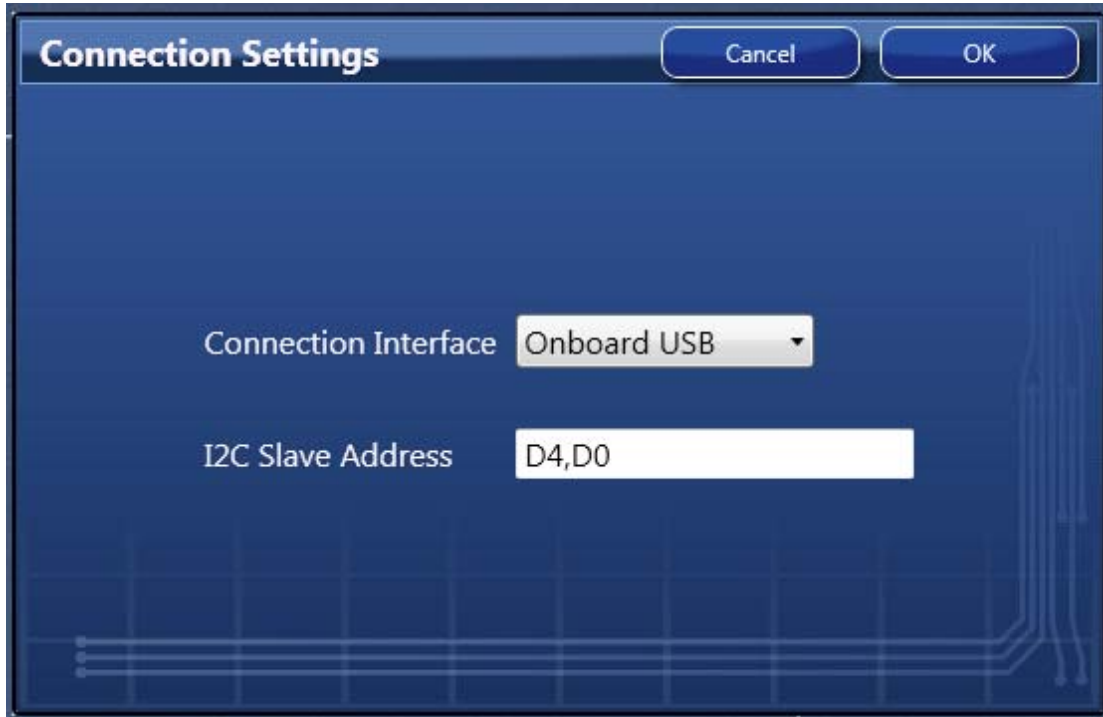 Connection Settings Cancel OK
Connection Interface Onboard USB
I2C Slave Address D4,D0